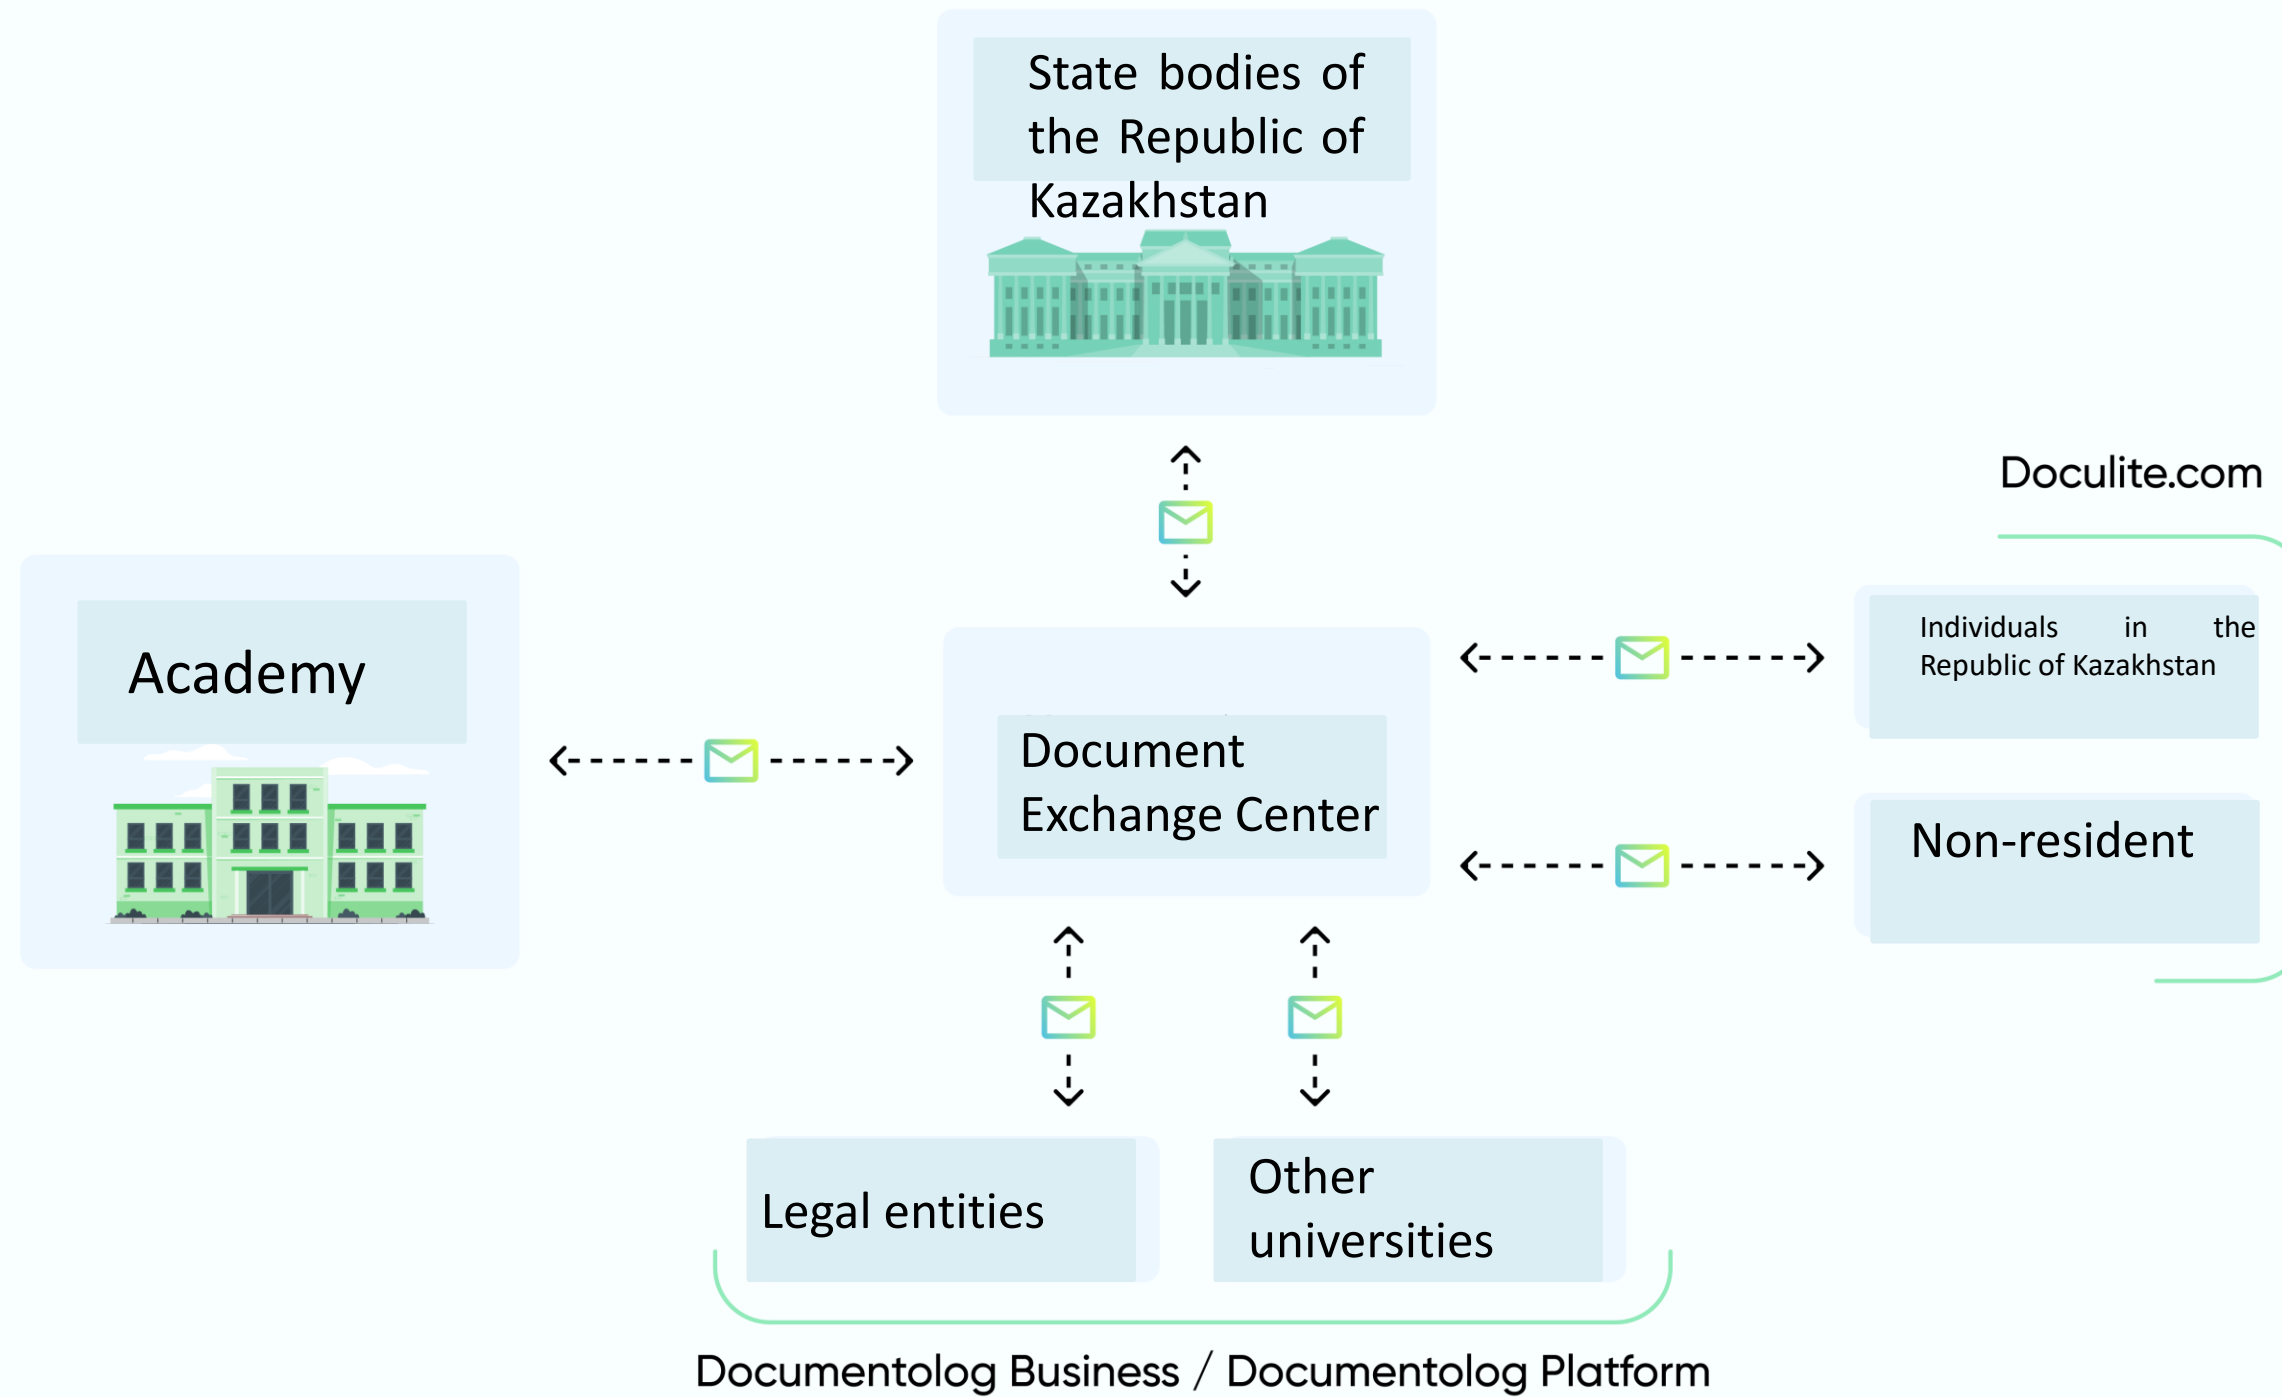 State bodies of
the Republic of
Kazakhstan
Doculite.com
Academy
Individuals in the
Republic of Kazakhstan
Document
Exchange Center
Non-resident
Legal entities
Other
universities
Documentolog Business / Documentolog Platform